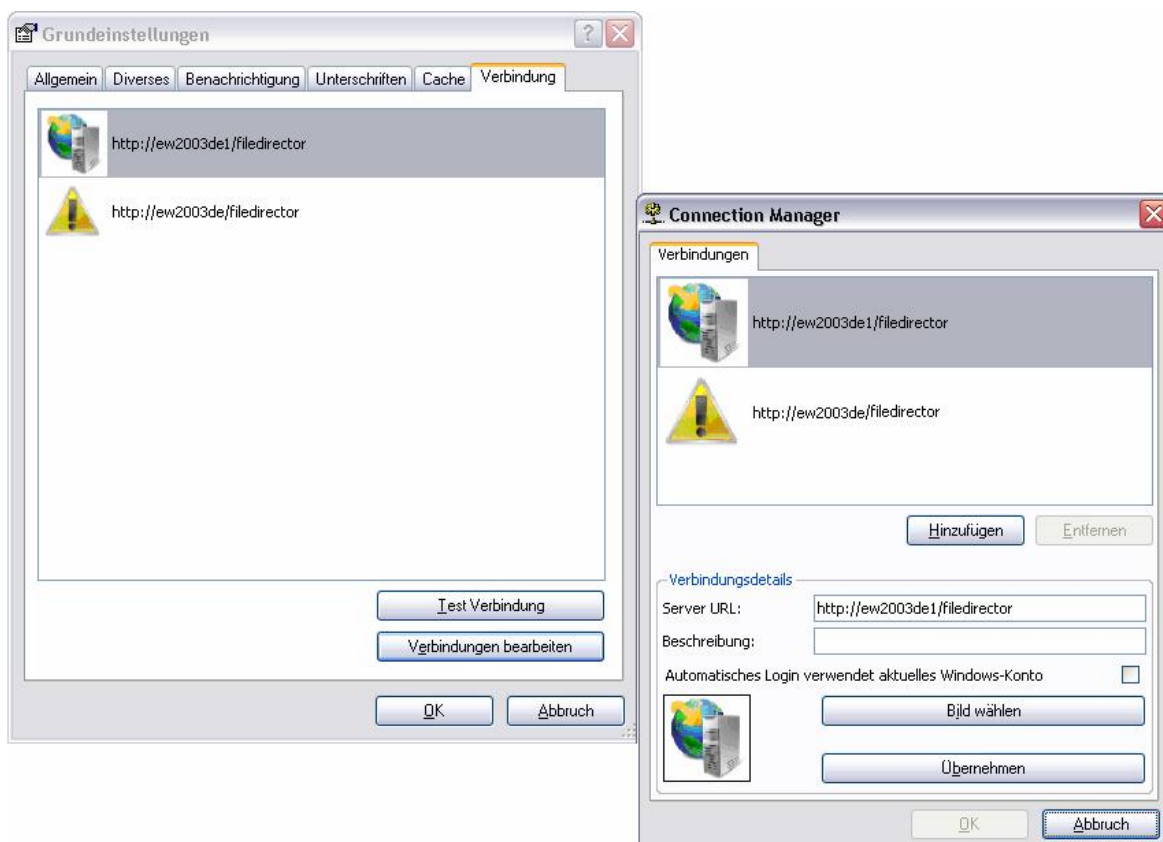 Grundeinstellungen
Allgemein Diverses Benachrichtigung Unterschriften Cache Verbindung
http://ew2003de1/filedirector
http://ew2003de/filedirector
Test Verbindung
Verbindungen bearbeiten
OK Abbruch
Connection Manager
Verbindungen
http://ew2003de1/filedirector
http://ew2003de/filedirector
Hinzufügen Entfernen
Verbindungsdetails
Server URL: http://ew2003de1/filedirector
Beschreibung:
Automatisches Login verwendet aktuelles Windows-Konto
Bild wählen
Übernehmen
OK Abbruch